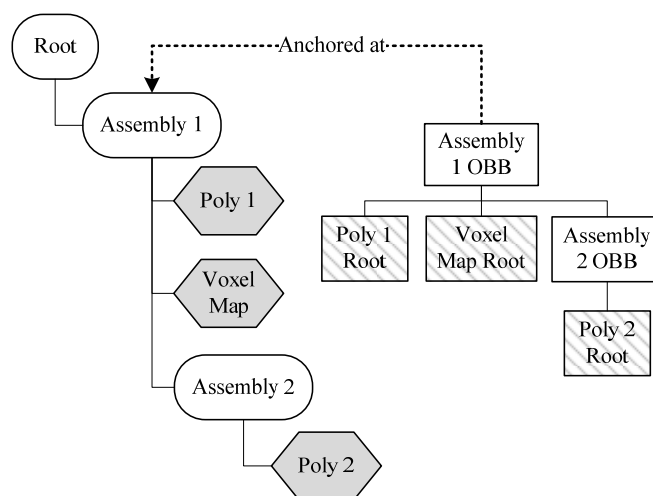 Root
Anchored at
Assembly 1
Assembly
1 OBB
Poly 1
Poly 1
Root
Voxel
Map Root
Assembly
2 OBB
Voxel
Map
Poly 2
Root
Assembly 2
Poly 2